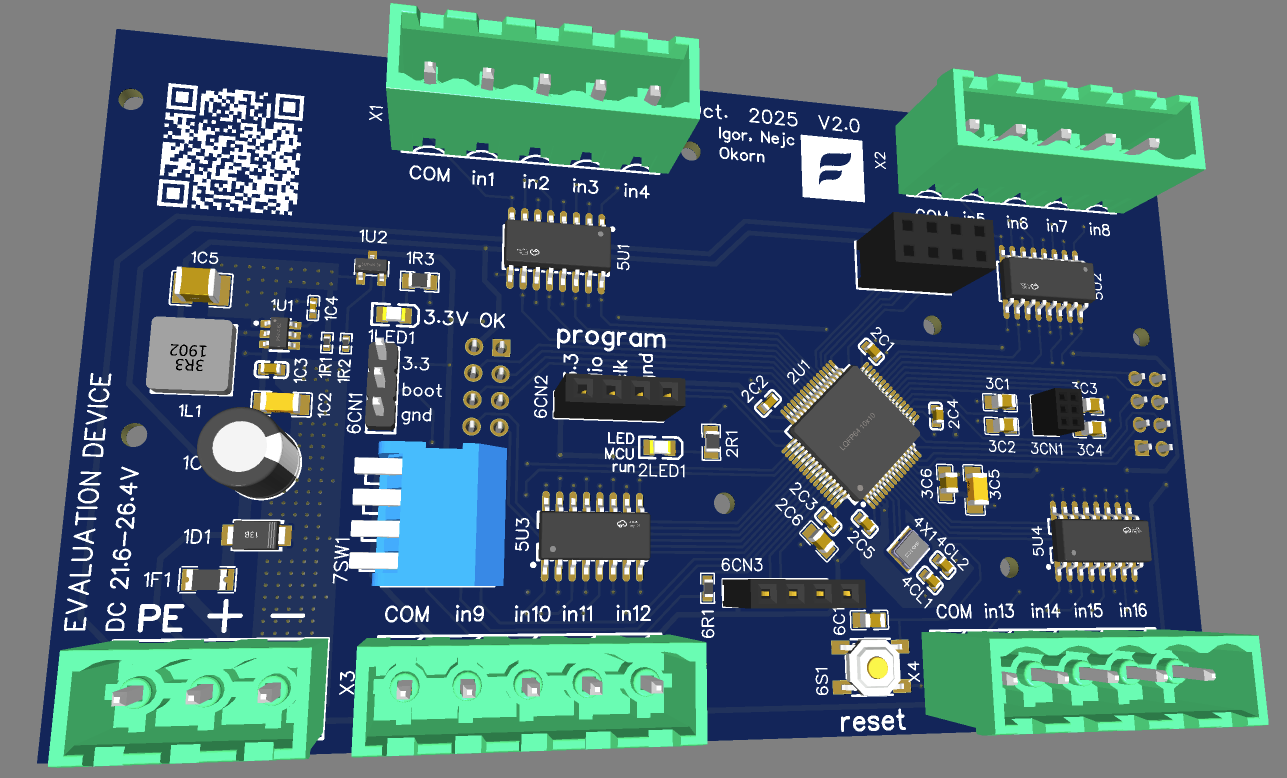 ct. 2025 V2.0
Igor, Nejc
Okorn
X1
X2
COM in1 in2 in3 in4
COM in5 in6 in7 in8
1U2
5U1
5U2
1C5
1R3
1U1
1C4
3.3V OK
1LED1
3R3
1902
1R1
1R2
1C3
1C2
1L1
3.3
boot
gnd
6CN1
program
3.3
io
lk
nd
6CN2
2C1
2U1
2C2
LQFP64 10x10
2C4
3C1
3C3
3C2
3CN1
3C4
LED
MCU
run
2LED1
2R1
3C6
3C5
EVALUATION DEVICE
DC 21.6-26.4V
1C
1D1
1F1
PE + -
7SW1
5U3
2C3
2C6
2C5
4X1
4CL2
4CL1
5U4
6CN3
6R1
6C1
COM in9 in10 in11 in12
COM in13 in14 in15 in16
X3
6S1
X4
reset